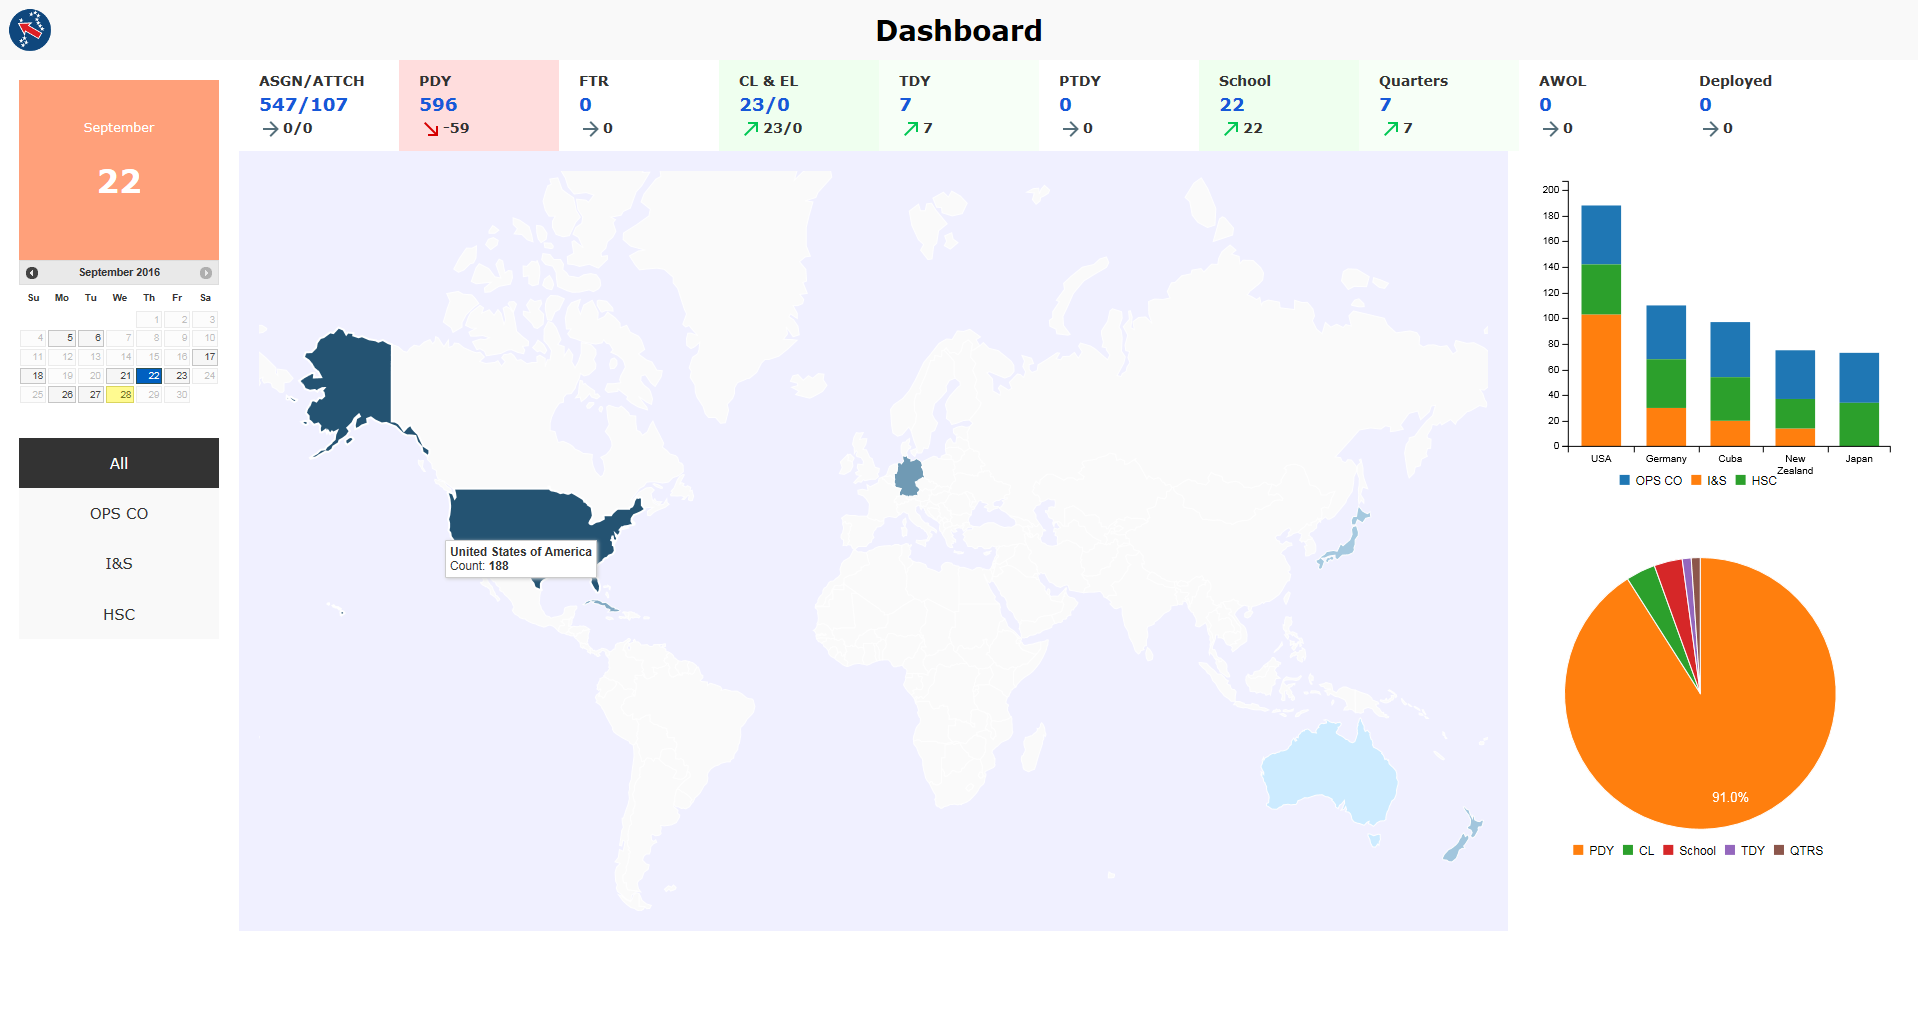 Dashboard
ASGN/ATTCH PDY FTR CL & EL TDY PTDY School Quarters AWOL Deployed
547/107 596 0 23/0 7 0 22 7 0 0
0/0 -59 0 23/0 7 0 22 7 0 0
September
22
September 2016
Su Mo Tu We Th Fr Sa
1 2 3
4 5 6 7 8 9 10
11 12 13 14 15 16 17
18 19 20 21 22 23 24
25 26 27 28 29 30
All
OPS CO
I&S
HSC
United States of America
Count: 188
200
180
160
140
120
100
80
60
40
20
0
USA Germany Cuba New Zealand Japan
OPS CO I&S HSC
91.0%
PDY CL School TDY QTRS